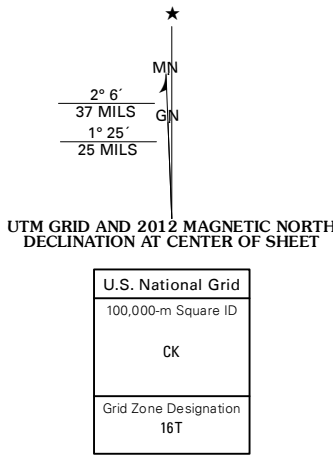 ★
MN
2° 6´
37 MILS
GN
1° 25´
25 MILS
UTM GRID AND 2012 MAGNETIC NORTH
DECLINATION AT CENTER OF SHEET
U.S. National Grid
100,000-m Square ID
CK
Grid Zone Designation
16T